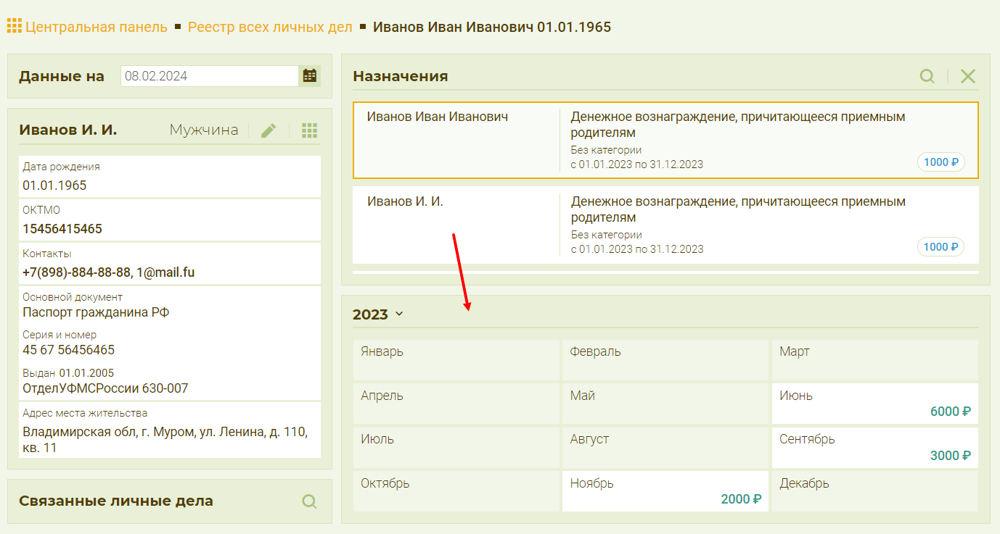 Центральная панель Реестр всех личных дел Иванов Иван Иванович 01.01.1965
Данные на 08.02.2024
Иванов И. И. Мужчина
Дата рождения
01.01.1965
ОКТМО
15456415465
Контакты
+7(898)-884-88-88, 1@mail.fu
Основной документ
Паспорт гражданина РФ
Серия и номер
45 67 56456465
Выдан 01.01.2005
ОтделУФМСРоссии 630-007
Адрес места жительства
Владимирская обл, г. Муром, ул. Ленина, д. 110,
кв. 11
Связанные личные дела
Назначения
Иванов Иван Иванович
Денежное вознаграждение, причитающееся приемным
родителям
Без категории
с 01.01.2023 по 31.12.2023
1000 ₽
Иванов И. И.
Денежное вознаграждение, причитающееся приемным
родителям
Без категории
с 01.01.2023 по 31.12.2023
1000 ₽
2023
Январь Февраль Март
Апрель Май Июнь
6000 ₽
Июль Август Сентябрь
3000 ₽
Октябрь Ноябрь Декабрь
2000 ₽